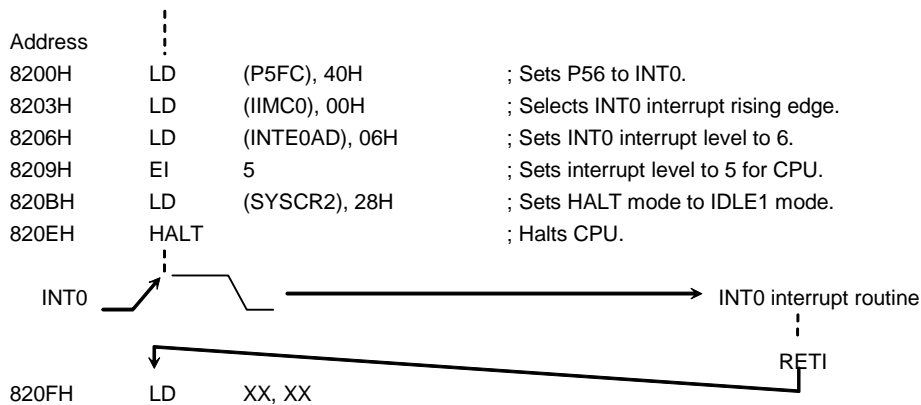 Address
8200H LD (P5FC), 40H ; Sets P56 to INT0.
8203H LD (IIMC0), 00H ; Selects INT0 interrupt rising edge.
8206H LD (INTE0AD), 06H ; Sets INT0 interrupt level to 6.
8209H EI 5 ; Sets interrupt level to 5 for CPU.
820BH LD (SYSCR2), 28H ; Sets HALT mode to IDLE1 mode.
820EH HALT ; Halts CPU.
INT0 INT0 interrupt routine
RETI
820FH LD XX, XX